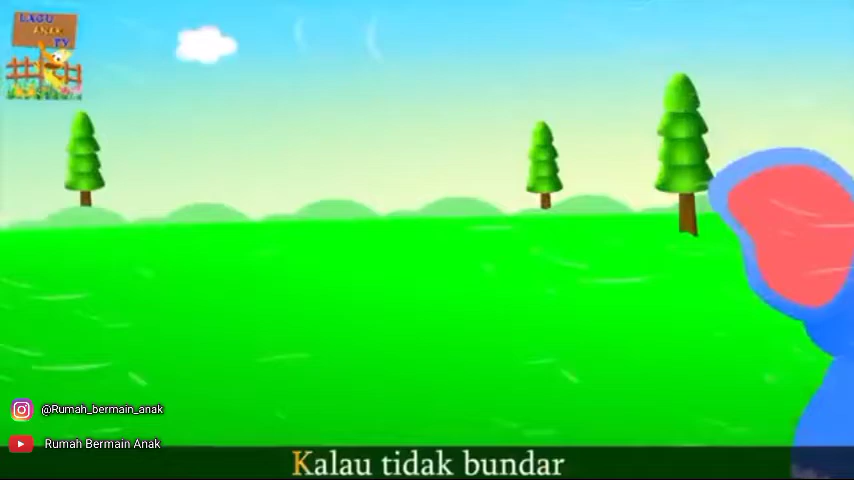 LAGU
ANAK
TV
@Rumah_bermain_anak
Rumah Bermain Anak
Kalau tidak bundar